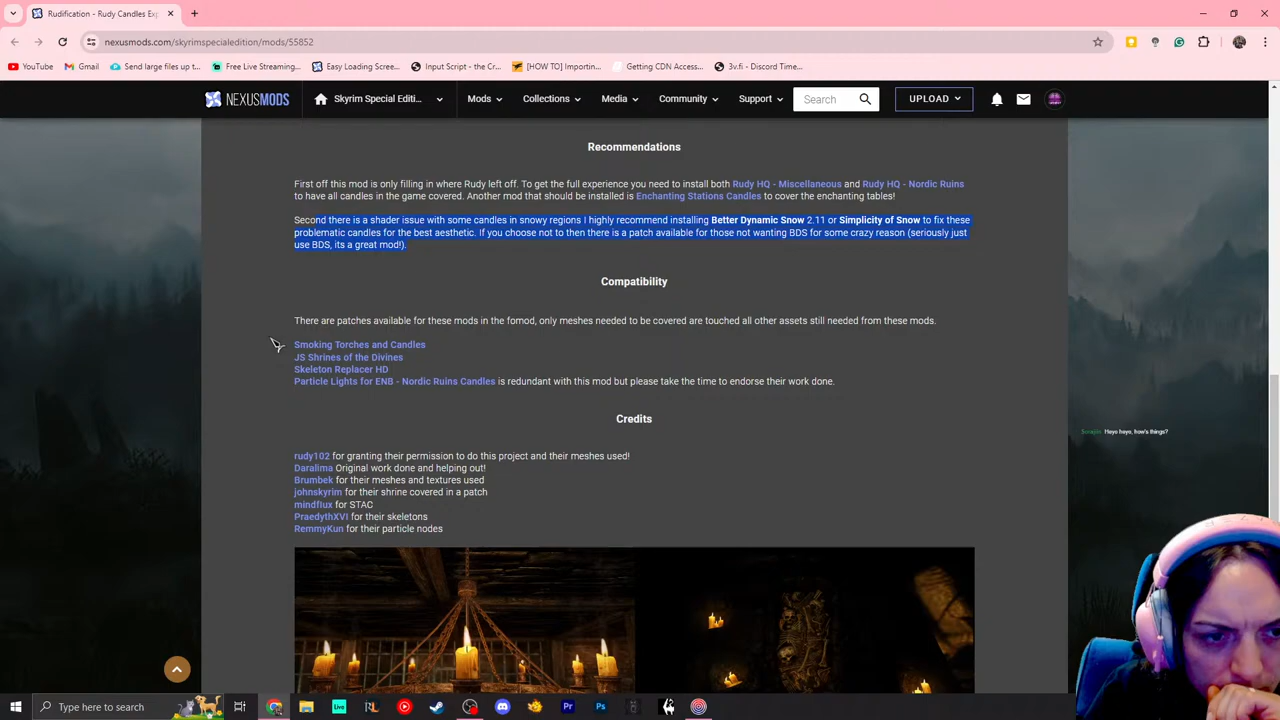 Rudification - Rudy Candles Exp
nexusmods.com/skyrimspecialedition/mods/55852
YouTube Gmail Send large files up t... Free Live Streaming... Easy Loading Scree... Input Script - the Cr... [HOW TO] Importin... Getting CDN Access... 3v.fi - Discord Time...
NEXUSMODS Skyrim Special Editi... Mods Collections Media Community Support Search UPLOAD
Recommendations
First off this mod is only filling in where Rudy left off. To get the full experience you need to install both Rudy HQ - Miscellaneous and Rudy HQ - Nordic Ruins
to have all candles in the game covered. Another mod that should be installed is Enchanting Stations Candles to cover the enchanting tables!
Second there is a shader issue with some candles in snowy regions I highly recommend installing Better Dynamic Snow 2.11 or Simplicity of Snow to fix these
problematic candles for the best aesthetic. If you choose not to then there is a patch available for those not wanting BDS for some crazy reason (seriously just
use BDS, its a great mod!).
Compatibility
There are patches available for these mods in the fomod, only meshes needed to be covered are touched all other assets still needed from these mods.
Smoking Torches and Candles
JS Shrines of the Divines
Skeleton Replacer HD
Particle Lights for ENB - Nordic Ruins Candles is redundant with this mod but please take the time to endorse their work done.
Heya heya, how's things?
Credits
rudy102 for granting their permission to do this project and their meshes used!
Daralima Original work done and helping out!
Brumbek for their meshes and textures used
johnskyrim for their shrine covered in a patch
mindflux for STAC
PraedythXVI for their skeletons
RemmyKun for their particle nodes
Type here to search